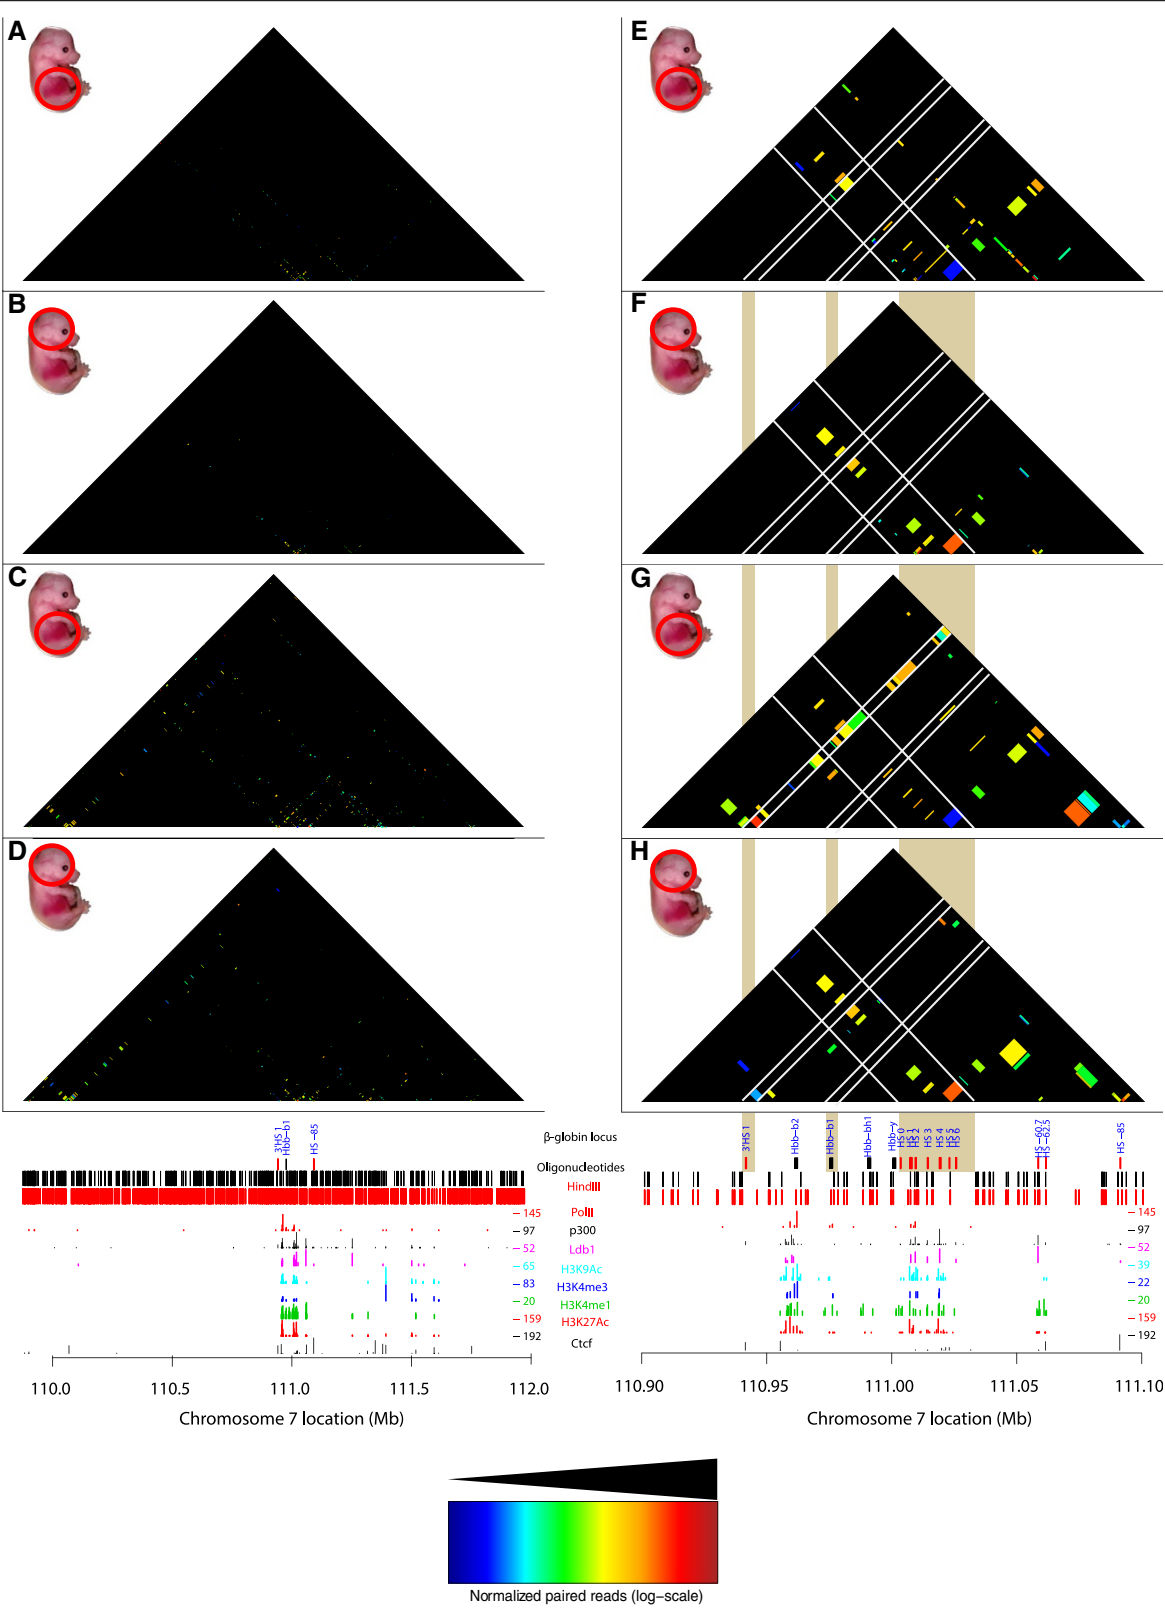 A
E
B
F
C
G
D
H
3'HS 1
Hbb-b1
HS -85
β-globin locus
3'HS 1
Hbb-b2
Hbb-b1
Hbb-bh1
Hbb-y
HS 0
HS 1
HS 2
HS 3
HS 4
HS 5
HS 6
HS -60.7
HS -62.5
HS -85
Oligonucleotides
HindIII
145 PolII 145
97 p300 97
52 Ldb1 52
65 H3K9Ac 39
83 H3K4me3 22
20 H3K4me1 20
159 H3K27Ac 159
192 Ctcf 192
110.0 110.5 111.0 111.5 112.0
110.90 110.95 111.00 111.05 111.10
Chromosome 7 location (Mb)
Chromosome 7 location (Mb)
Normalized paired reads (log-scale)